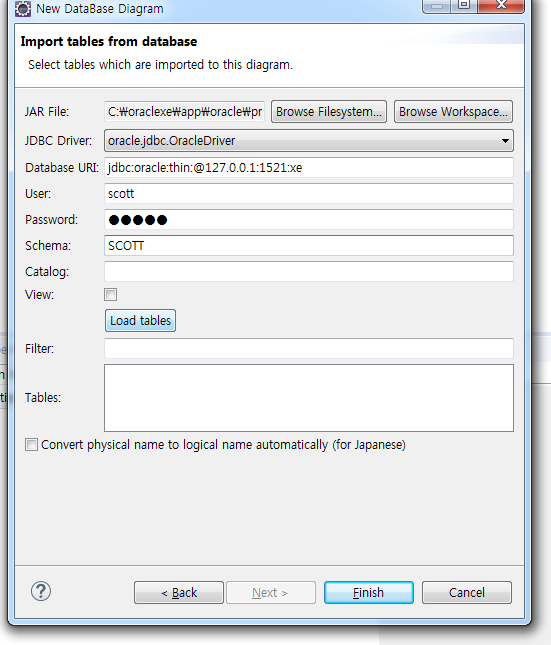 New DataBase Diagram
Import tables from database
Select tables which are imported to this diagram.
JAR File: C:₩oraclexe₩app₩oracle₩pr Browse Filesystem... Browse Workspace...
JDBC Driver: oracle.jdbc.OracleDriver
Database URI: jdbc:oracle:thin:@127.0.0.1:1521:xe
User: scott
Password: ●●●●●
Schema: SCOTT
Catalog:
View:
Load tables
Filter:
Tables:
Convert physical name to logical name automatically (for Japanese)
? < Back Next > Finish Cancel